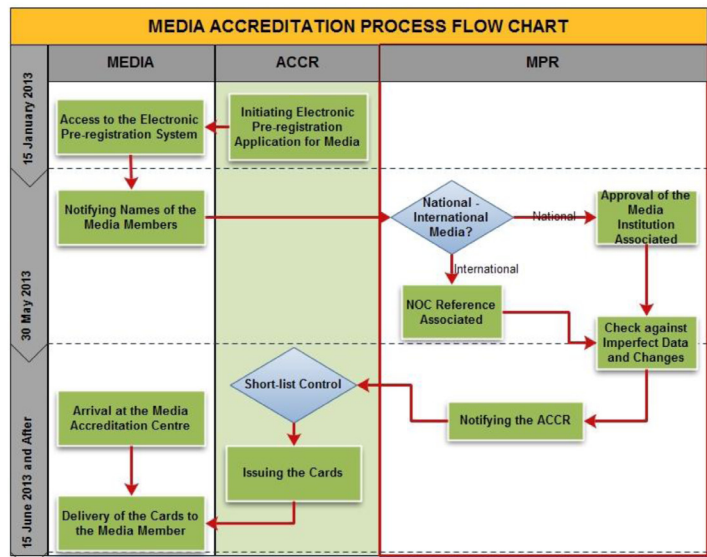 MEDIA ACCREDITATION PROCESS FLOW CHART
MEDIA
ACCR
MPR
15 January 2013
Access to the Electronic
Pre-registration System
Initiating Electronic
Pre-registration
Application for Media
30 May 2013
Notifying Names of the
Media Members
National -
International
Media?
National
Approval of the
Media
Institution
Associated
International
NOC Reference
Associated
Check against
Imperfect Data
and Changes
15 June 2013 and After
Arrival at the Media
Accreditation Centre
Short-list Control
Notifying the ACCR
Issuing the Cards
Delivery of the Cards to
the Media Member